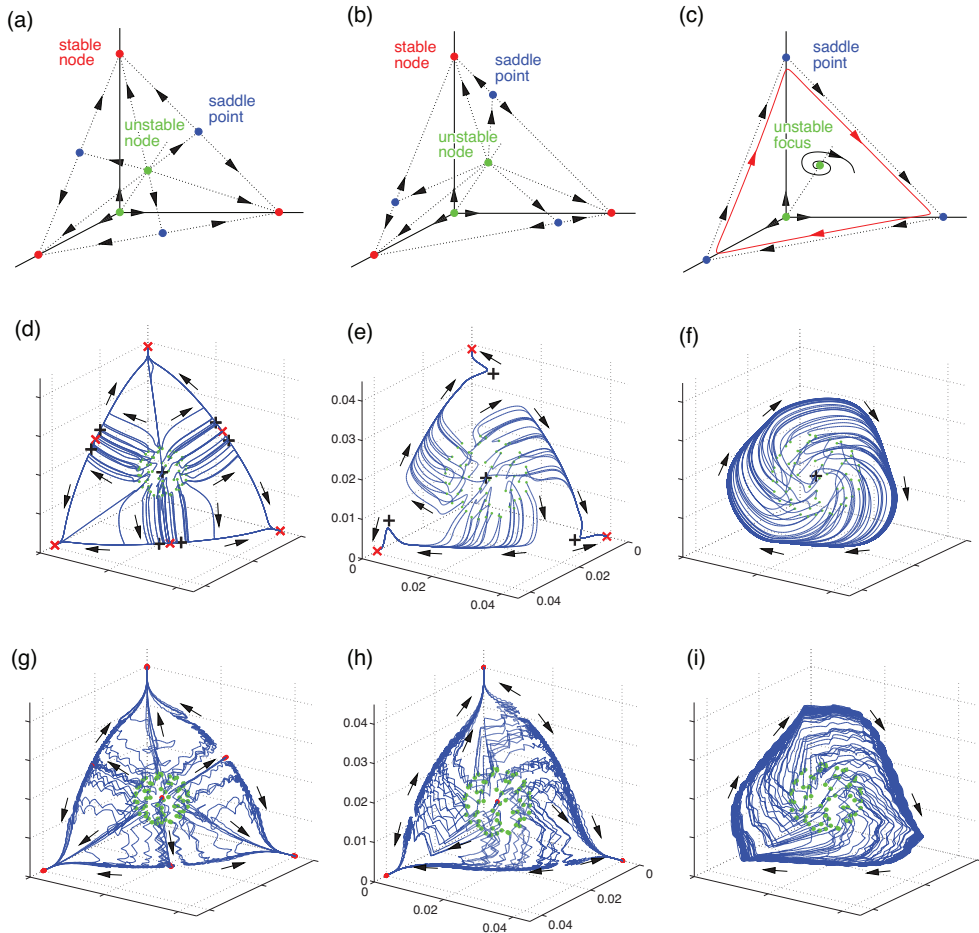 (a)
stable
node
saddle
point
unstable
node
(b)
stable
node
saddle
point
unstable
node
(c)
saddle
point
unstable
focus
(d)
(e)
0.04
0.03
0.02
0.01
0
0
0.02
0.04
0.04
0.02
0
(f)
(g)
(h)
0.04
0.03
0.02
0.01
0
0
0.02
0.04
0.04
0.02
0
(i)